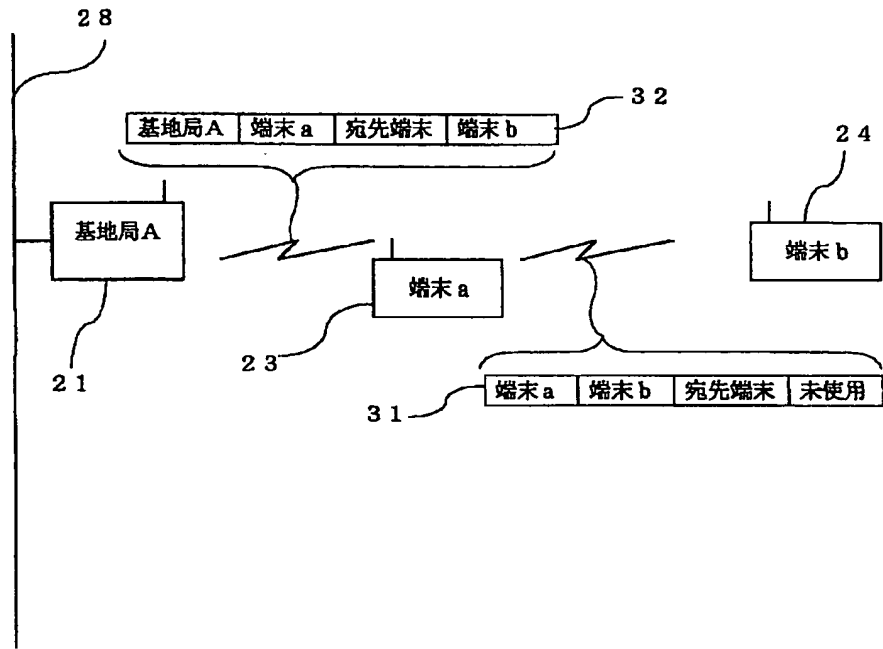 ２８
３２
基地局A 端末a 宛先端末 端末b
２４
基地局A
端末b
端末a
２３
２１
３１
端末a 端末b 宛先端末 未使用